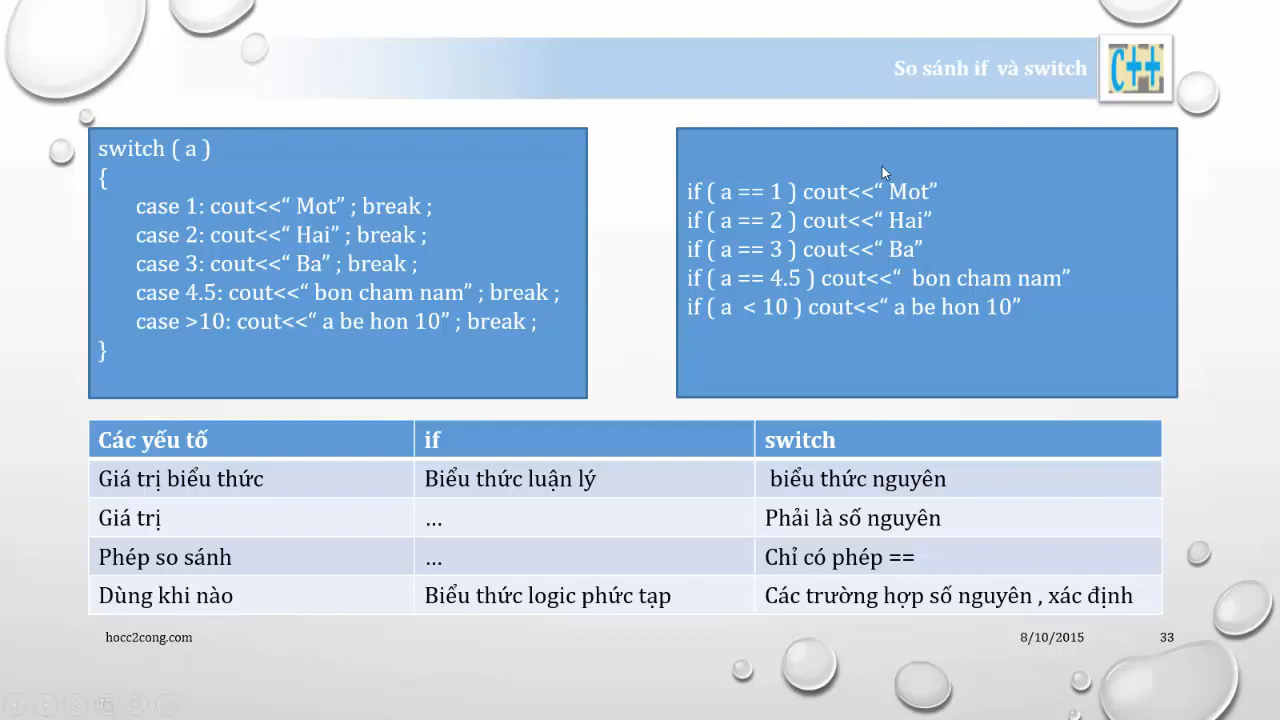 So sánh if và switch
C++
switch ( a )
{
case 1: cout<<“ Mot” ; break ;
case 2: cout<<“ Hai” ; break ;
case 3: cout<<“ Ba” ; break ;
case 4.5: cout<<“ bon cham nam” ; break ;
case >10: cout<<“ a be hon 10” ; break ;
}
if ( a == 1 ) cout<<“ Mot”
if ( a == 2 ) cout<<“ Hai”
if ( a == 3 ) cout<<“ Ba”
if ( a == 4.5 ) cout<<“ bon cham nam”
if ( a < 10 ) cout<<“ a be hon 10”
Các yếu tố if switch
Giá trị biểu thức Biểu thức luận lý biểu thức nguyên
Giá trị ... Phải là số nguyên
Phép so sánh ... Chỉ có phép ==
Dùng khi nào Biểu thức logic phức tạp Các trường hợp số nguyên , xác định
hocc2cong.com 8/10/2015 33